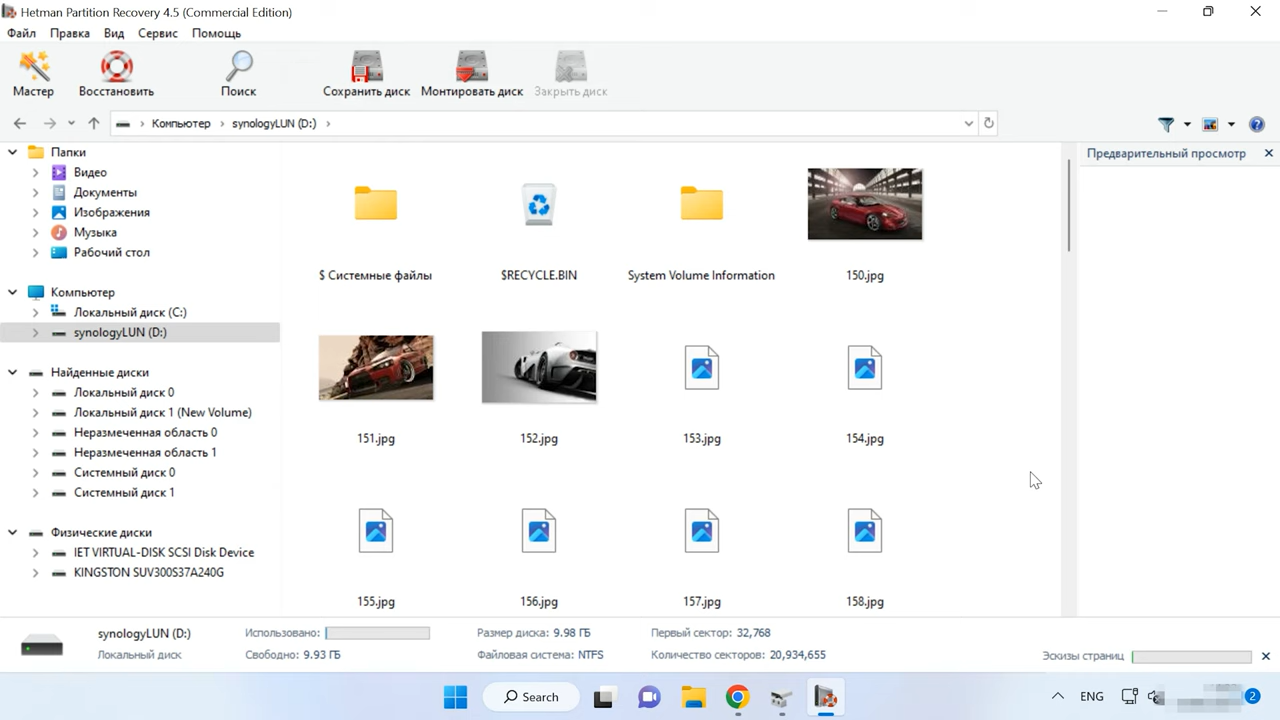 Hetman Partition Recovery 4.5 (Commercial Edition)
Файл Правка Вид Сервис Помощь
Мастер Восстановить Поиск Сохранить диск Монтировать диск Закрыть диск
Компьютер synologyLUN (D:)
Папки
Видео
Документы
Изображения
Музыка
Рабочий стол
Компьютер
Локальный диск (C:)
synologyLUN (D:)
Найденные диски
Локальный диск 0
Локальный диск 1 (New Volume)
Неразмеченная область 0
Неразмеченная область 1
Системный диск 0
Системный диск 1
Физические диски
IET VIRTUAL-DISK SCSI Disk Device
KINGSTON SUV300S37A240G
$ Системные файлы $RECYCLE.BIN System Volume Information 150.jpg
151.jpg 152.jpg 153.jpg 154.jpg
155.jpg 156.jpg 157.jpg 158.jpg
Предварительный просмотр
synologyLUN (D:) Использовано: Размер диска: 9.98 ГБ Первый сектор: 32,768
Локальный диск Свободно: 9.93 ГБ Файловая система: NTFS Количество секторов: 20,934,655
Эскизы страниц
Search ENG 2